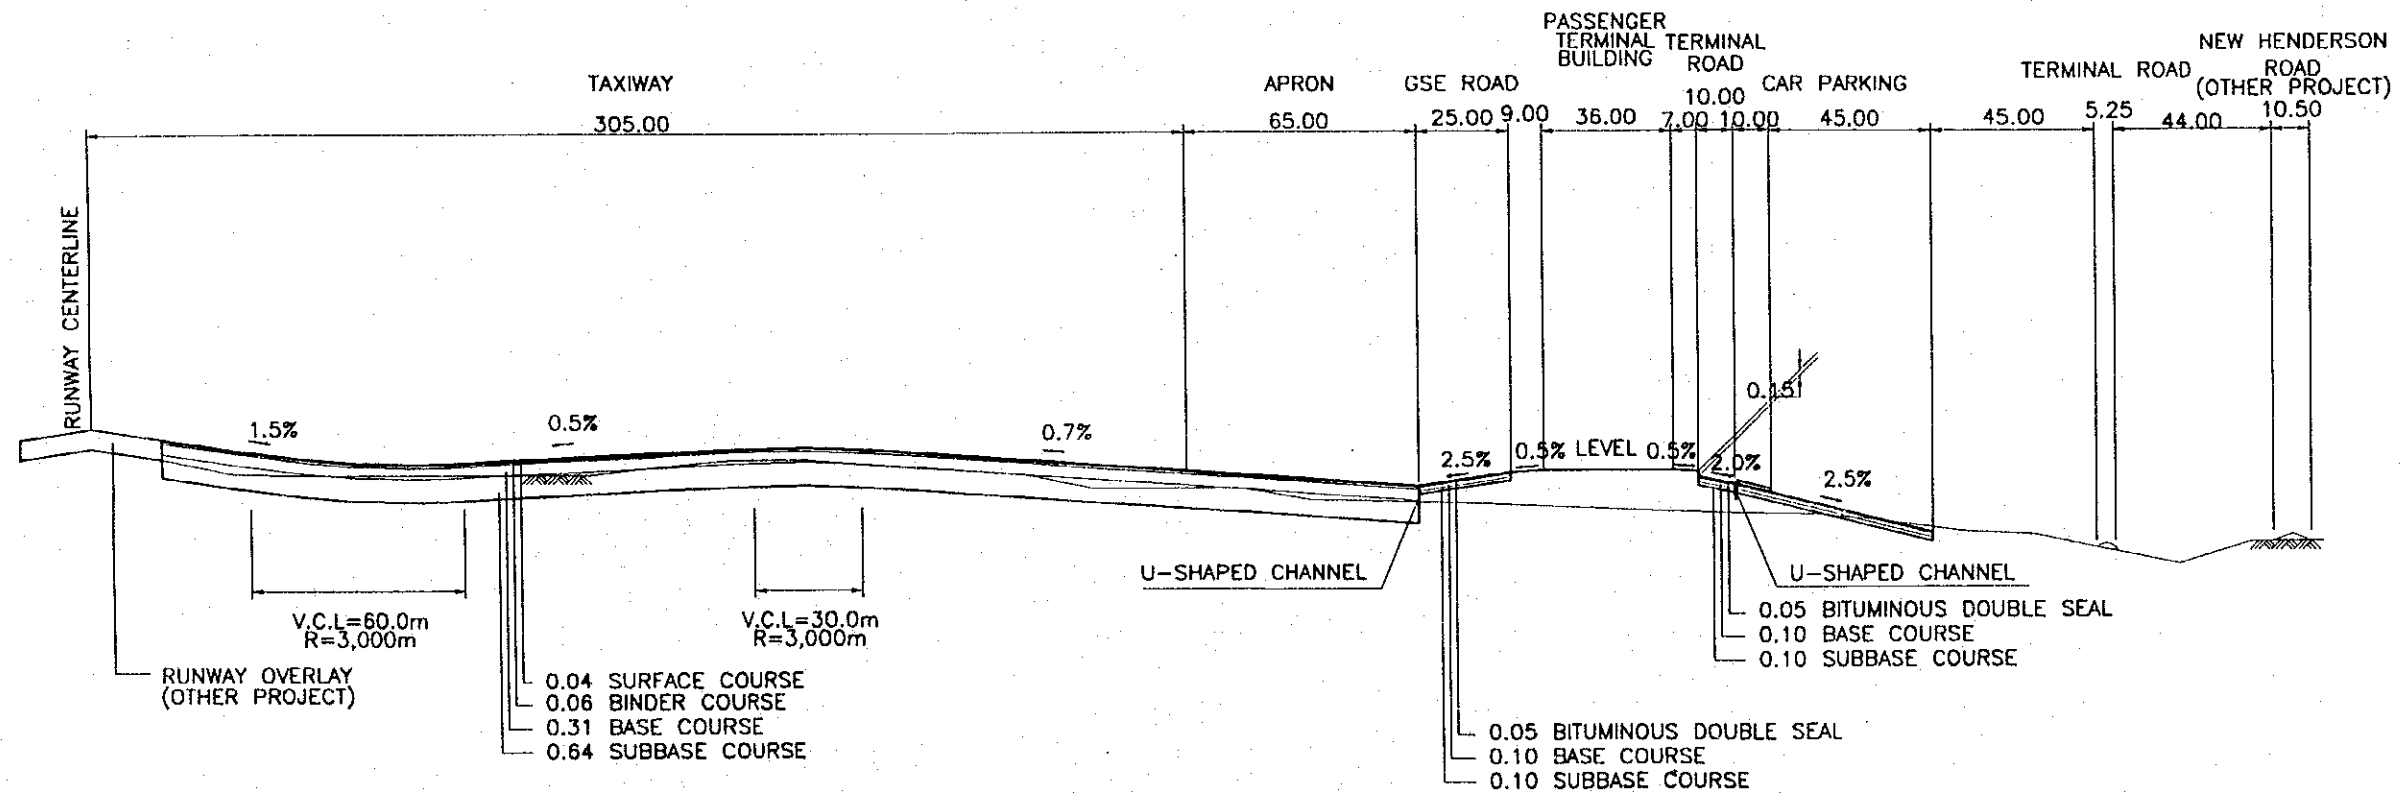 PASSENGER
TERMINAL
BUILDING
TERMINAL
ROAD
NEW HENDERSON
ROAD
(OTHER PROJECT)
TAXIWAY
APRON
GSE ROAD
CAR PARKING
TERMINAL ROAD
305.00
65.00
25.00
9.00
36.00
7.00
10.00
10.00
45.00
45.00
5.25
44.00
10.50
RUNWAY CENTERLINE
0.15
1.5%
0.5%
0.7%
2.5%
0.5%
LEVEL
0.5%
2.0%
2.5%
U-SHAPED CHANNEL
U-SHAPED CHANNEL
V.C.L=60.0m
R=3,000m
V.C.L=30.0m
R=3,000m
0.05 BITUMINOUS DOUBLE SEAL
0.10 BASE COURSE
0.10 SUBBASE COURSE
RUNWAY OVERLAY
(OTHER PROJECT)
0.04 SURFACE COURSE
0.06 BINDER COURSE
0.31 BASE COURSE
0.64 SUBBASE COURSE
0.05 BITUMINOUS DOUBLE SEAL
0.10 BASE COURSE
0.10 SUBBASE COURSE